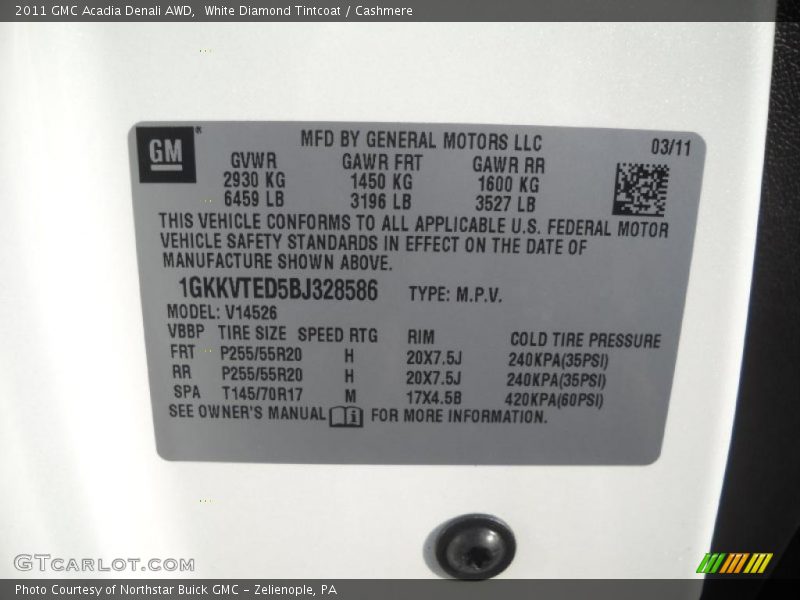 2011 GMC Acadia Denali AWD, White Diamond Tintcoat / Cashmere
GM®
MFD BY GENERAL MOTORS LLC 03/11
GVWR GAWR FRT GAWR RR
2930 KG 1450 KG 1600 KG
6459 LB 3196 LB 3527 LB
THIS VEHICLE CONFORMS TO ALL APPLICABLE U.S. FEDERAL MOTOR
VEHICLE SAFETY STANDARDS IN EFFECT ON THE DATE OF
MANUFACTURE SHOWN ABOVE.
1GKKVTED5BJ328586 TYPE: M.P.V.
MODEL: V14526
VBBP TIRE SIZE SPEED RTG RIM COLD TIRE PRESSURE
FRT P255/55R20 H 20X7.5J 240KPA(35PSI)
RR P255/55R20 H 20X7.5J 240KPA(35PSI)
SPA T145/70R17 M 17X4.5B 420KPA(60PSI)
SEE OWNER'S MANUAL i FOR MORE INFORMATION.
GTCARLOT.COM
Photo Courtesy of Northstar Buick GMC - Zelienople, PA